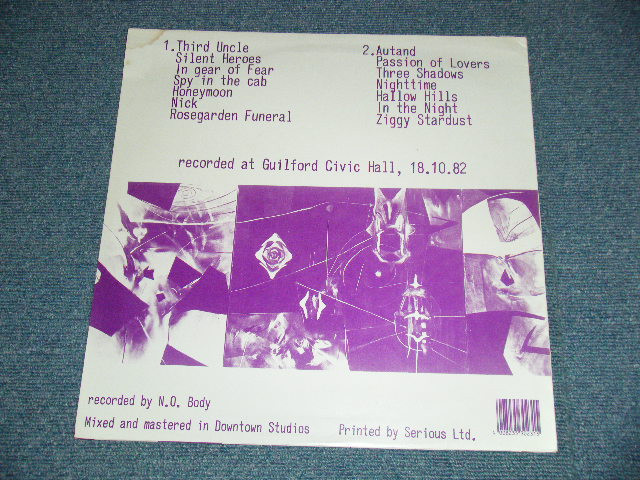 1.Third Uncle
Silent Heroes
In gear of Fear
Spy in the cab
Honeymoon
Nick
Rosegarden Funeral
2.Autand
Passion of Lovers
Three Shadows
Nighttime
Hallow Hills
In the Night
Ziggy Stardust
recorded at Guilford Civic Hall, 18.10.82
recorded by N.O. Body
Mixed and mastered in Downtown Studios
Printed by Serious Ltd.